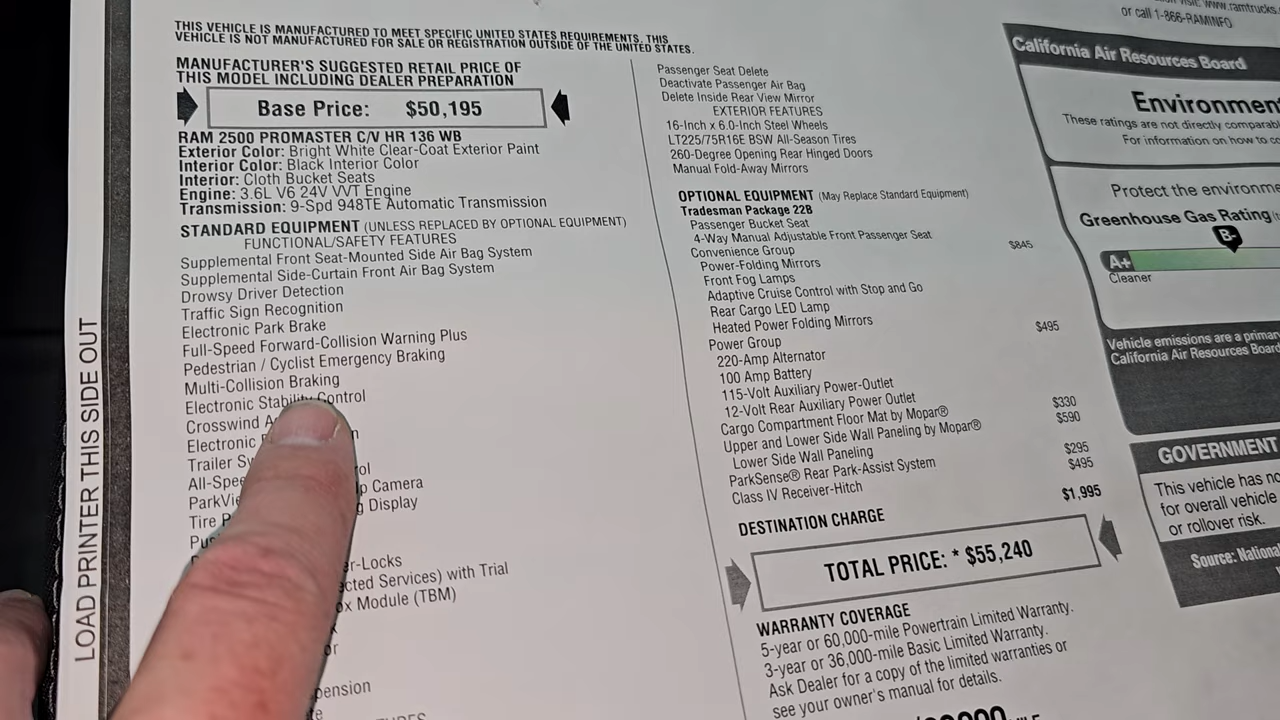 THIS VEHICLE IS MANUFACTURED TO MEET SPECIFIC UNITED STATES REQUIREMENTS. THIS
VEHICLE IS NOT MANUFACTURED FOR SALE OR REGISTRATION OUTSIDE OF THE UNITED STATES.
MANUFACTURER'S SUGGESTED RETAIL PRICE OF
THIS MODEL INCLUDING DEALER PREPARATION
Base Price: $50,195
RAM 2500 PROMASTER C/V HR 136 WB
Exterior Color: Bright White Clear-Coat Exterior Paint
Interior Color: Black Interior Color
Interior: Cloth Bucket Seats
Engine: 3.6L V6 24V VVT Engine
Transmission: 9-Spd 948TE Automatic Transmission
STANDARD EQUIPMENT (UNLESS REPLACED BY OPTIONAL EQUIPMENT)
FUNCTIONAL/SAFETY FEATURES
Supplemental Front Seat-Mounted Side Air Bag System
Supplemental Side-Curtain Front Air Bag System
Drowsy Driver Detection
Traffic Sign Recognition
Electronic Park Brake
Full-Speed Forward-Collision Warning Plus
Pedestrian / Cyclist Emergency Braking
Multi-Collision Braking
Electronic Stability Control
Crosswind
Electronic
Trailer
All-Spee
Camera
Display
Tire
er-Locks
ected Services) with Trial
ox Module (TBM)
pension
LOAD PRINTER THIS SIDE OUT
Passenger Seat Delete
Deactivate Passenger Air Bag
Delete Inside Rear View Mirror
EXTERIOR FEATURES
16-Inch x 6.0-Inch Steel Wheels
LT225/75R16E BSW All-Season Tires
260-Degree Opening Rear Hinged Doors
Manual Fold-Away Mirrors
OPTIONAL EQUIPMENT (May Replace Standard Equipment)
Tradesman Package 22B
Passenger Bucket Seat
4-Way Manual Adjustable Front Passenger Seat
Convenience Group $845
Power-Folding Mirrors
Front Fog Lamps
Adaptive Cruise Control with Stop and Go
Rear Cargo LED Lamp
Heated Power Folding Mirrors
Power Group $495
220-Amp Alternator
100 Amp Battery
115-Volt Auxiliary Power-Outlet
12-Volt Rear Auxiliary Power Outlet
Cargo Compartment Floor Mat by Mopar® $330
Upper and Lower Side Wall Paneling by Mopar® $590
Lower Side Wall Paneling
ParkSense® Rear Park-Assist System $295
Class IV Receiver-Hitch $495
DESTINATION CHARGE $1,995
TOTAL PRICE: * $55,240
WARRANTY COVERAGE
5-year or 60,000-mile Powertrain Limited Warranty.
3-year or 36,000-mile Basic Limited Warranty.
Ask Dealer for a copy of the limited warranties or
see your owner's manual for details.
www.ramtrucks.
or call 1-866-RAMINFO
California Air Resources Board
Environmen
These ratings are not directly comparab
For information on how to co
Protect the environme
Greenhouse Gas Rating
B-
A+
Cleaner
Vehicle emissions are a primar
California Air Resources Board
GOVERNMENT
This vehicle has no
for overall vehicle
or rollover risk.
Source: National